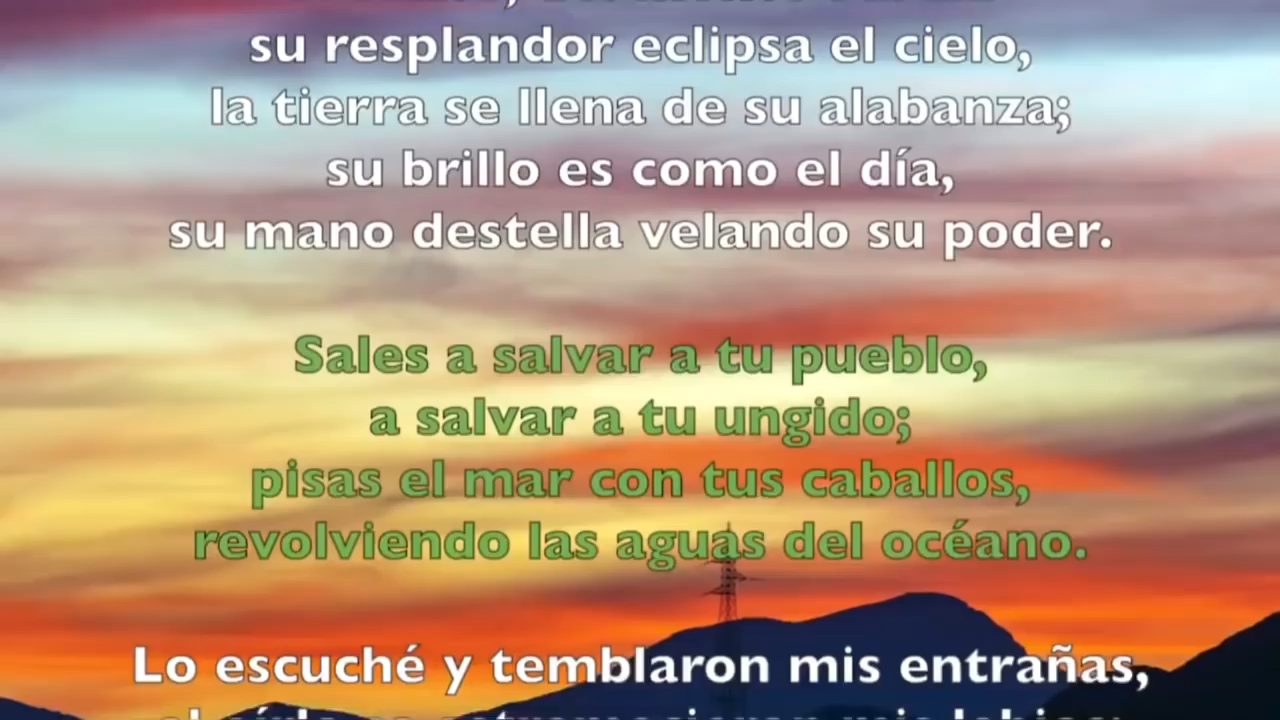 su resplandor eclipsa el cielo,
la tierra se llena de su alabanza;
su brillo es como el día,
su mano destella velando su poder.
Sales a salvar a tu pueblo,
a salvar a tu ungido;
pisas el mar con tus caballos,
revolviendo las aguas del océano.
Lo escuché y temblaron mis entrañas,